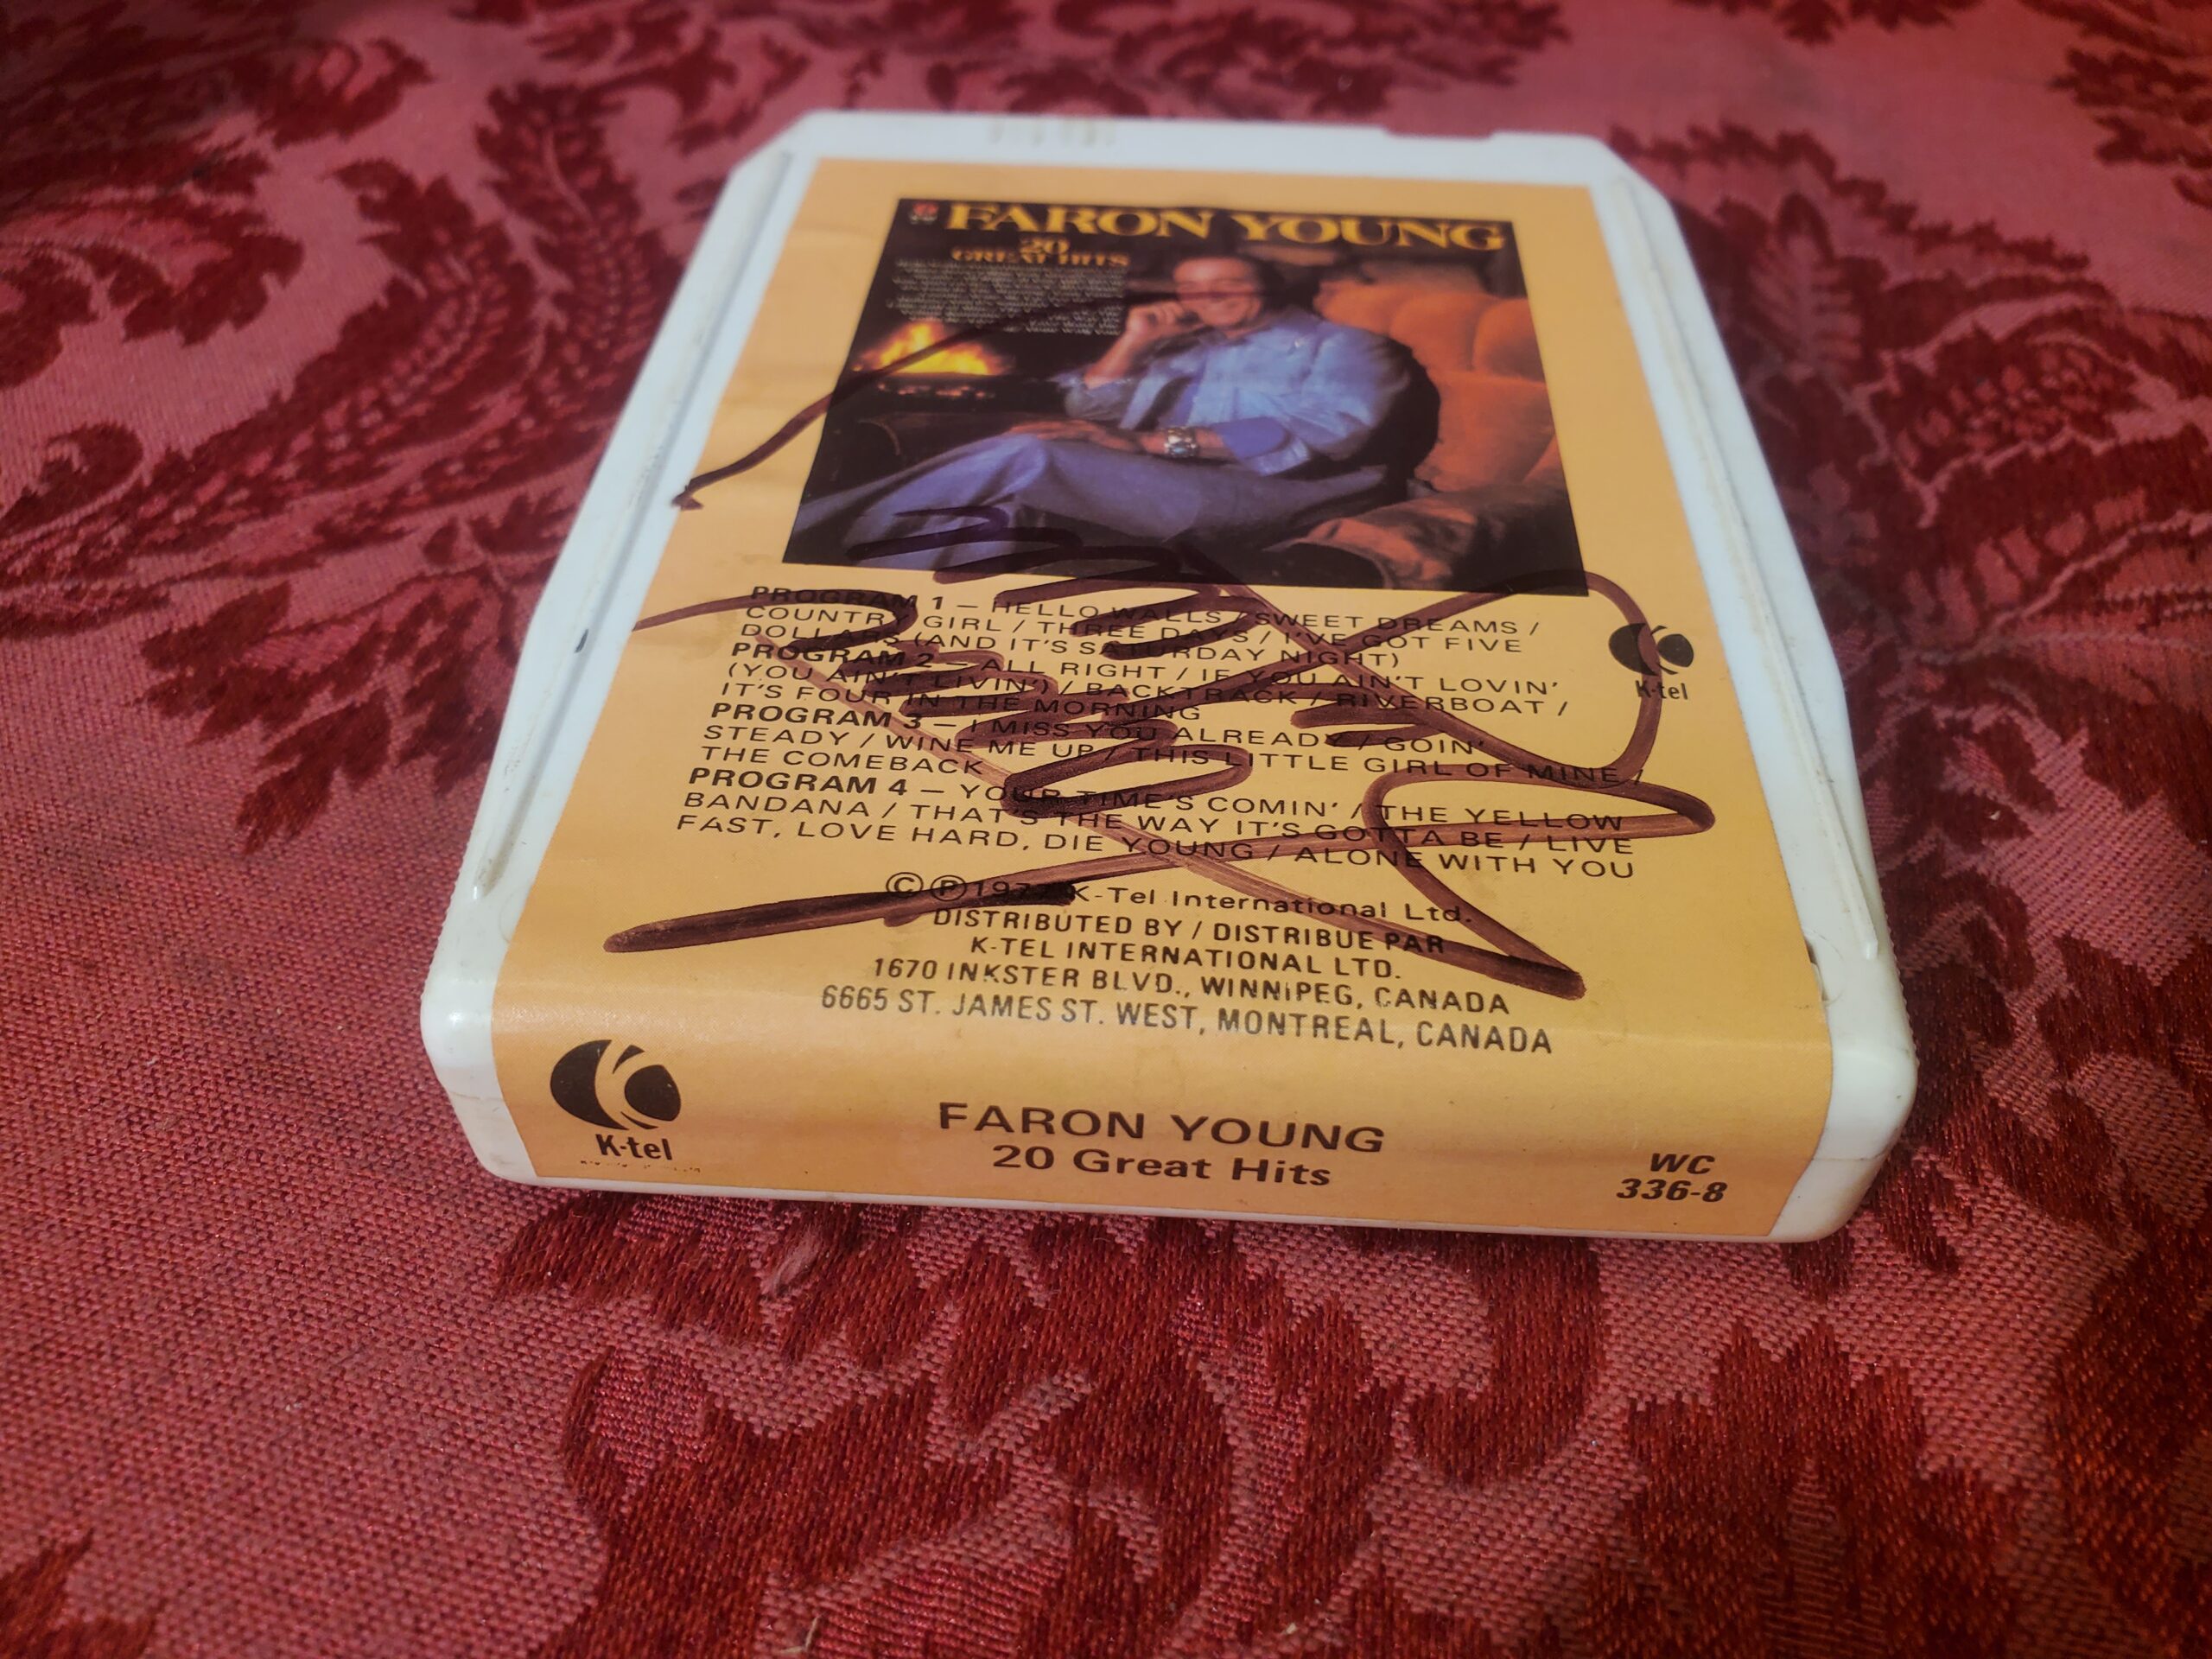 FARON YOUNG
20
GREAT HITS
PROGRAM 1 — HELLO WALLS / SWEET DREAMS /
COUNTRY GIRL / THREE DAYS / I'VE GOT FIVE
DOLLARS (AND IT'S SATURDAY NIGHT)
PROGRAM 2 — ALL RIGHT / IF YOU AIN'T LOVIN'
(YOU AIN'T LIVIN') / BACKTRACK / RIVERBOAT /
IT'S FOUR IN THE MORNING
PROGRAM 3 — I MISS YOU ALREADY / GOIN'
STEADY / WINE ME UP / THIS LITTLE GIRL OF MINE /
THE COMEBACK
PROGRAM 4 — YOUR TIME'S COMIN' / THE YELLOW
BANDANA / THAT'S THE WAY IT'S GOTTA BE / LIVE
FAST, LOVE HARD, DIE YOUNG / ALONE WITH YOU
K-tel
©℗1977 K-Tel International Ltd.
DISTRIBUTED BY / DISTRIBUE PAR
K-TEL INTERNATIONAL LTD.
1670 INKSTER BLVD., WINNIPEG, CANADA
6665 ST. JAMES ST. WEST, MONTREAL, CANADA
K-tel
FARON YOUNG
20 Great Hits
WC
336-8